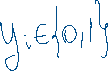 y_i ∈ {0,1}